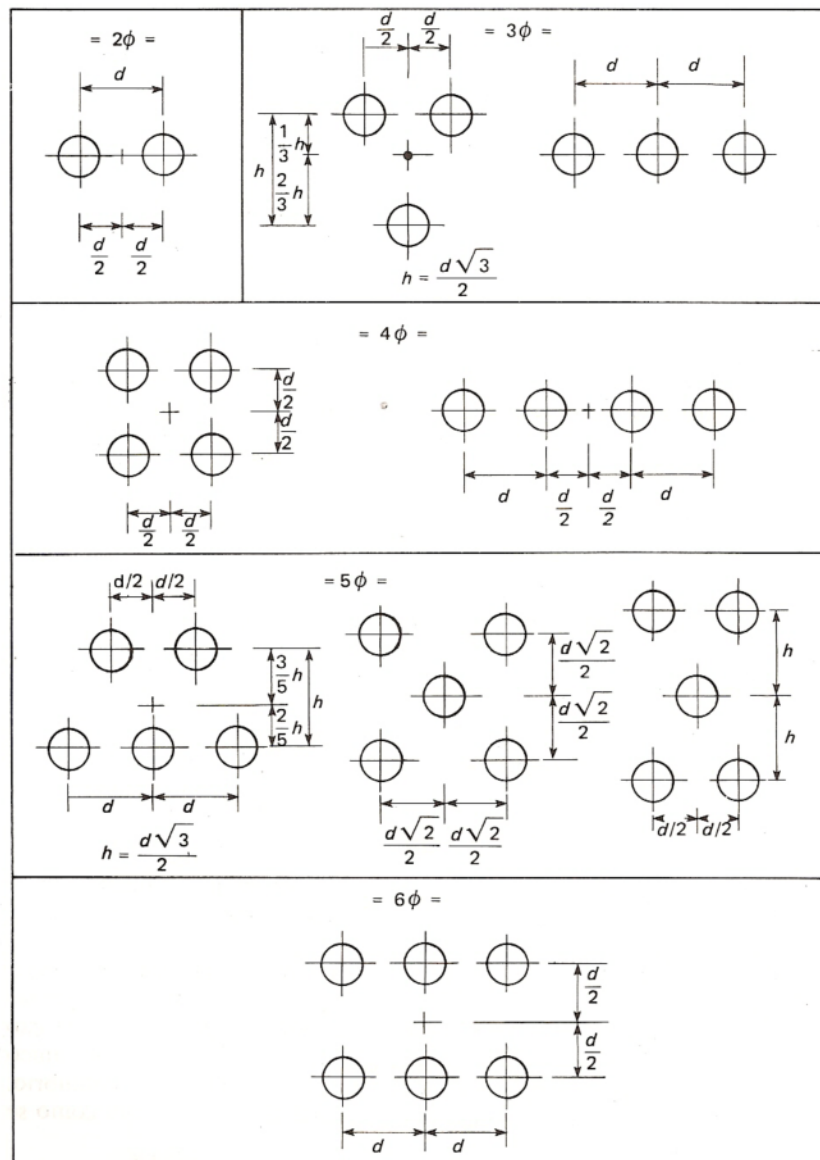 = 2ϕ =
d
d/2 d/2
d/2 d/2
= 3ϕ =
h
1/3 h
2/3 h
h = d√3/2
d d
= 4ϕ =
d/2
d/2
d/2 d/2
d d/2 d/2 d
= 5ϕ =
d/2 d/2
3/5 h
2/5 h
h
d d
h = d√3/2
d√2/2
d√2/2
d√2/2 d√2/2
h
h
d/2 d/2
= 6ϕ =
d/2
d/2
d d